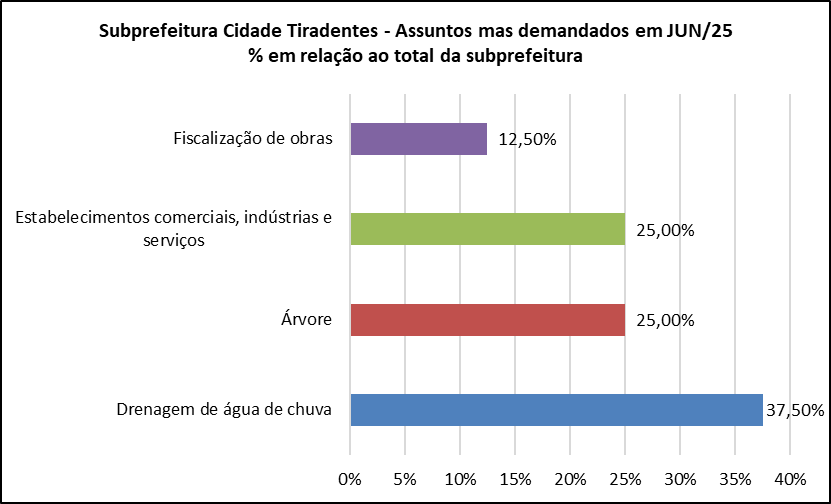 Subprefeitura Cidade Tiradentes - Assuntos mas demandados em JUN/25
% em relação ao total da subprefeitura
Fiscalização de obras
12,50%
Estabelecimentos comerciais, indústrias e
serviços
25,00%
Árvore
25,00%
Drenagem de água de chuva
37,50%
0% 5% 10% 15% 20% 25% 30% 35% 40%